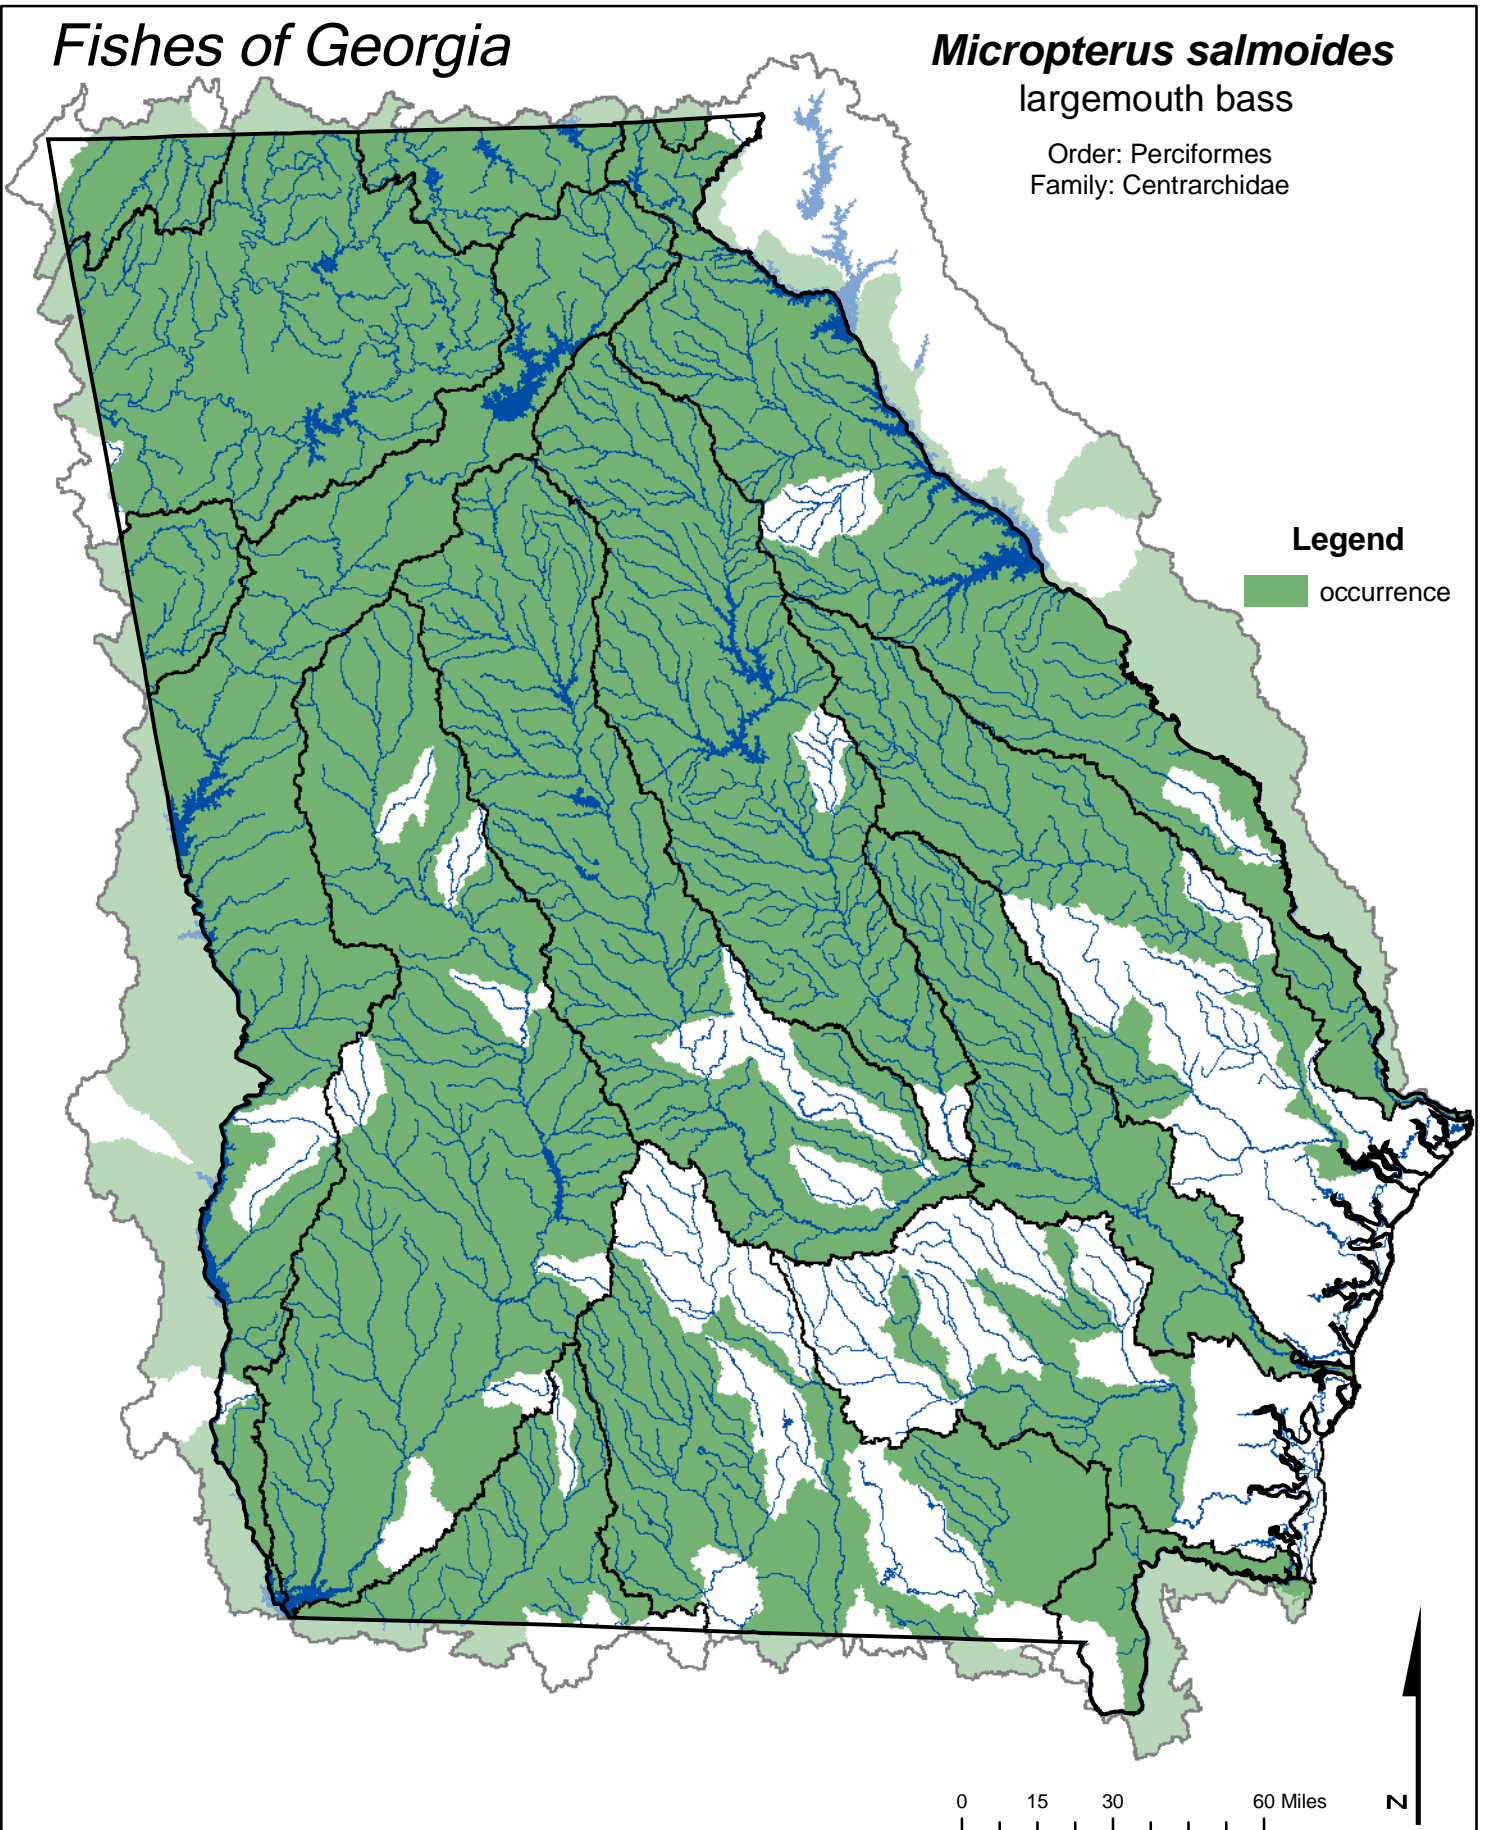 Fishes of Georgia
Micropterus salmoides
largemouth bass
Order: Perciformes
Family: Centrarchidae
Legend
occurrence
0 15 30 60 Miles
N